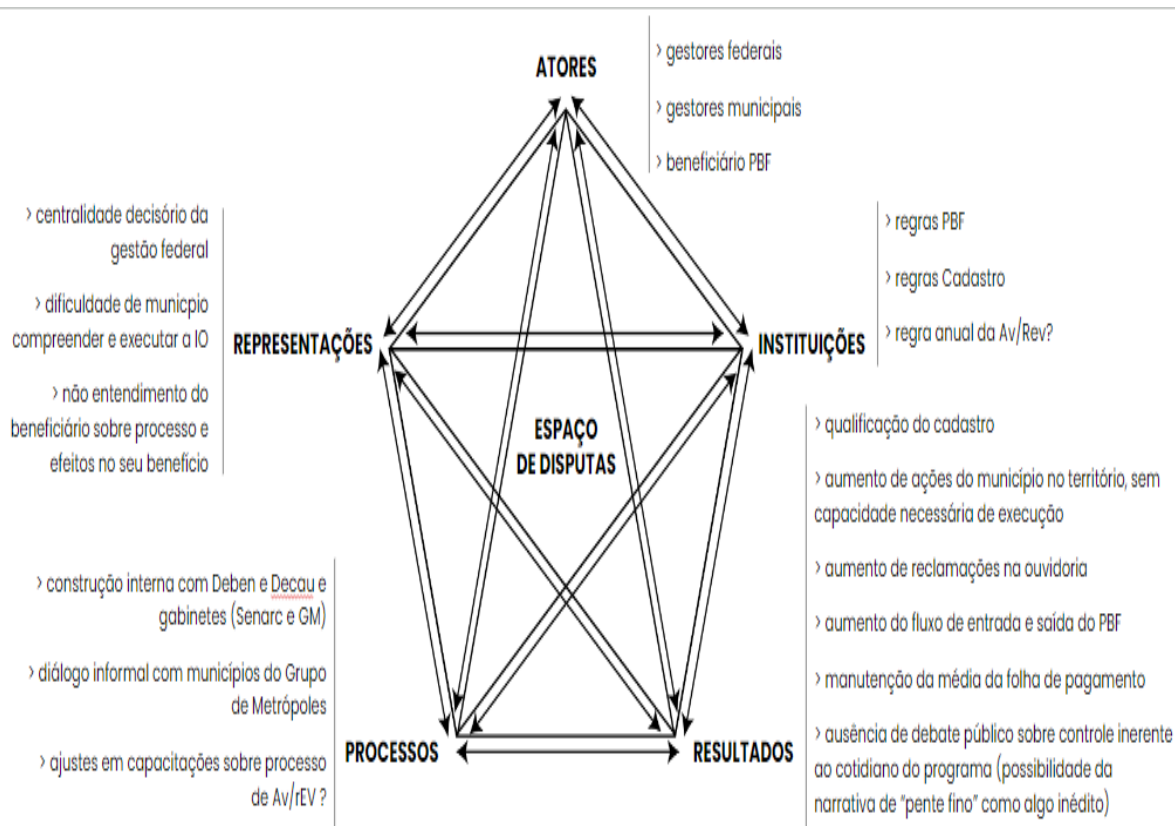 ATORES
› gestores federais
› gestores municipais
› beneficiário PBF
› centralidade decisório da
gestão federal
› dificuldade de municpio
compreender e executar a IO
› não entendimento do
beneficiário sobre processo e
efeitos no seu benefício
REPRESENTAÇÕES
INSTITUIÇÕES
› regras PBF
› regras Cadastro
› regra anual da Av/Rev?
ESPAÇO
DE DISPUTAS
› qualificação do cadastro
› aumento de ações do município no território, sem
capacidade necessária de execução
› aumento de reclamações na ouvidoria
› aumento do fluxo de entrada e saída do PBF
› manutenção da média da folha de pagamento
› ausência de debate público sobre controle inerente
ao cotidiano do programa (possibilidade da
narrativa de “pente fino” como algo inédito)
› construção interna com Deben e Decau e
gabinetes (Senarc e GM)
› diálogo informal com municípios do Grupo
de Metrópoles
› ajustes em capacitações sobre processo
de Av/rEV ?
PROCESSOS
RESULTADOS